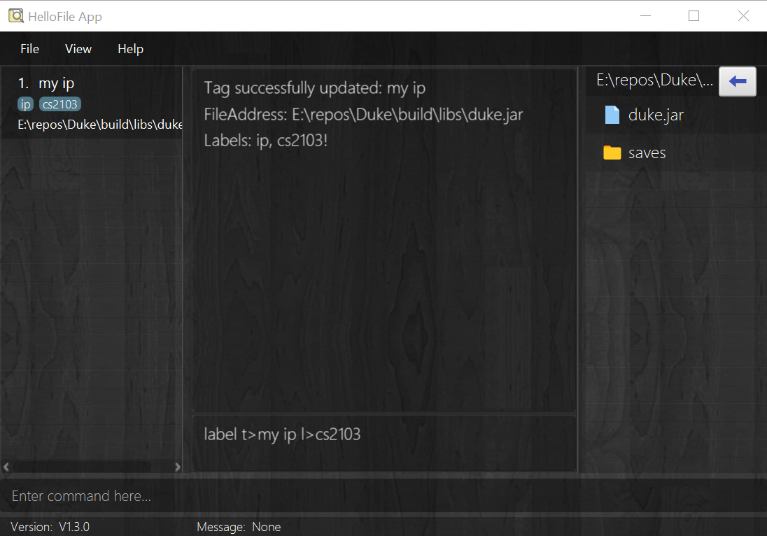 HelloFile App
File View Help
1. my ip
ip cs2103
E:\repos\Duke\build\libs\duke
Tag successfully updated: my ip
FileAddress: E:\repos\Duke\build\libs\duke.jar
Labels: ip, cs2103!
label t>my ip l>cs2103
E:\repos\Duke\...
duke.jar
saves
Enter command here...
Version: V1.3.0 Message: None